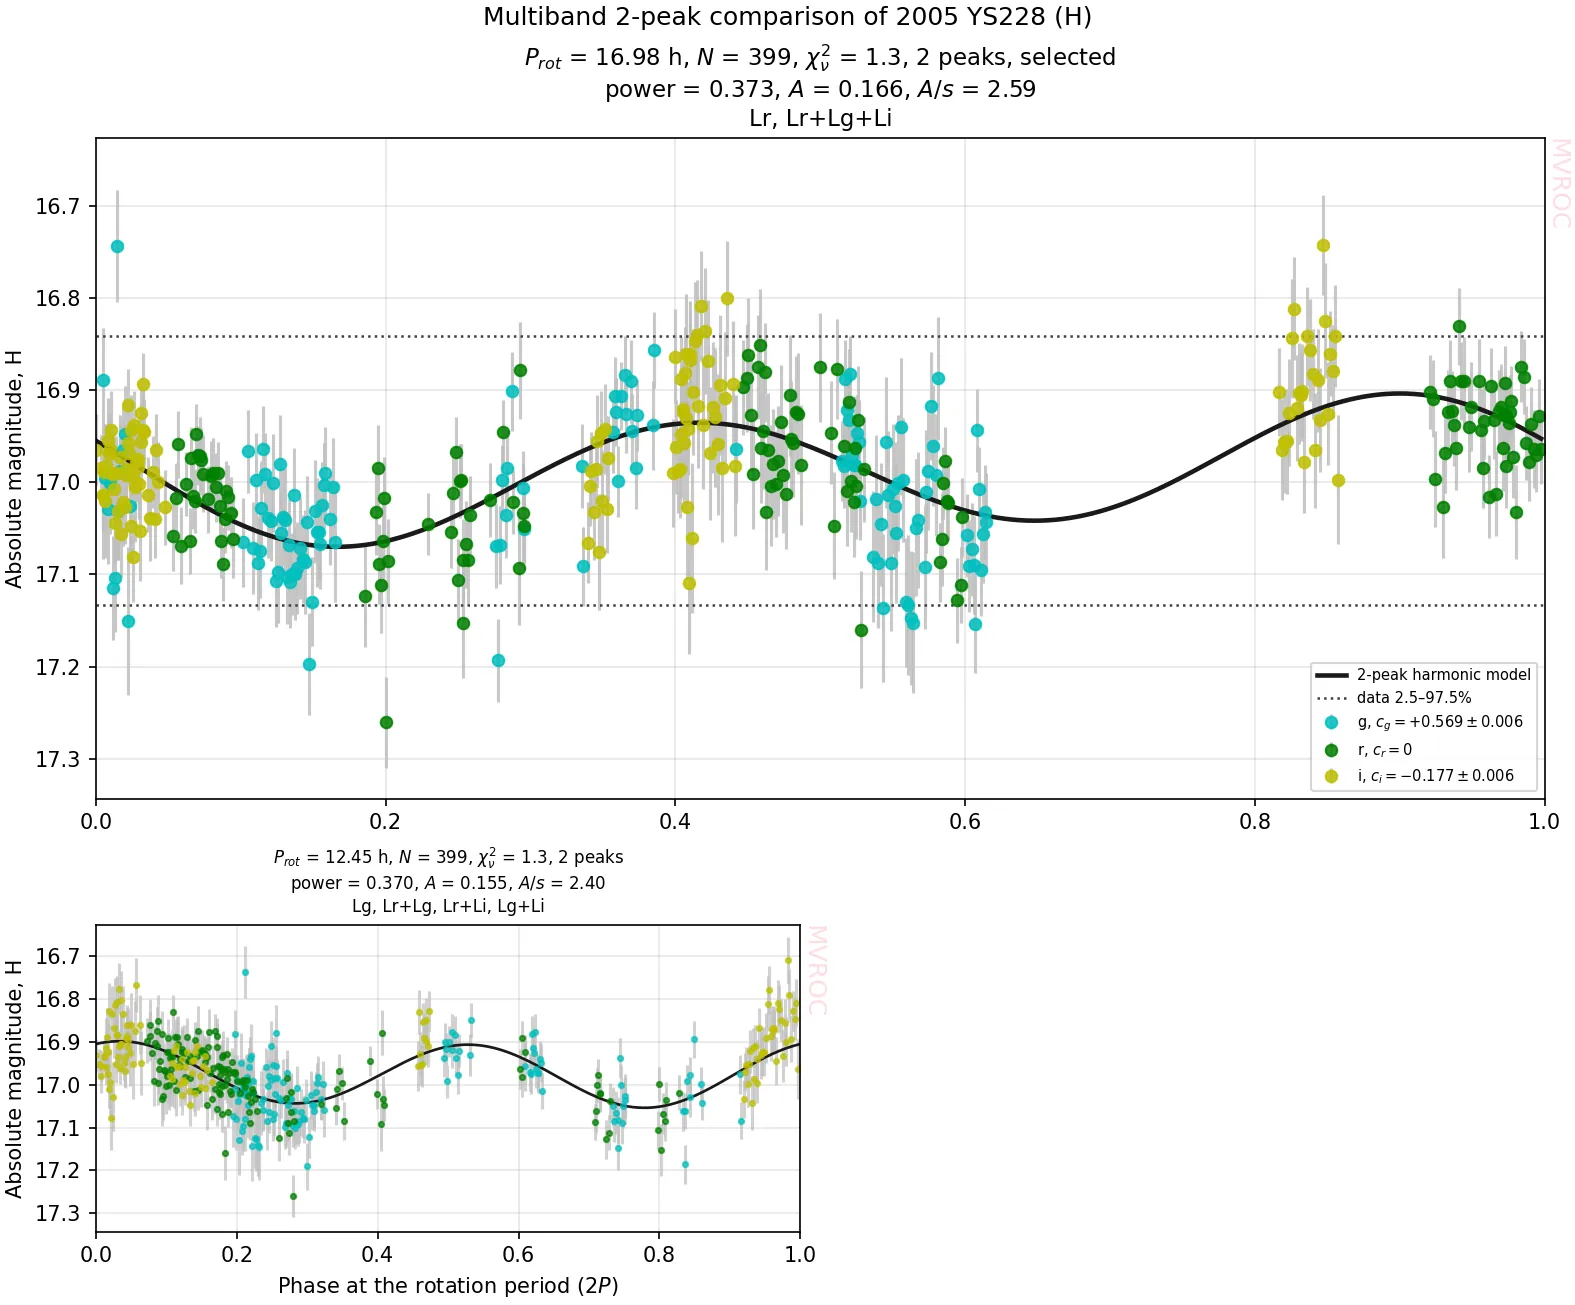 Multiband 2-peak comparison of 2005 YS228 (H)
P_rot = 16.98 h, N = 399, χ²_ν = 1.3, 2 peaks, selected
power = 0.373, A = 0.166, A/s = 2.59
Lr, Lr+Lg+Li
MVROC
Absolute magnitude, H
16.7
16.8
16.9
17.0
17.1
17.2
17.3
2-peak harmonic model
data 2.5–97.5%
g, c_g = +0.569 ± 0.006
r, c_r = 0
i, c_i = −0.177 ± 0.006
0.0 0.2 0.4 0.6 0.8 1.0
P_rot = 12.45 h, N = 399, χ²_ν = 1.3, 2 peaks
power = 0.370, A = 0.155, A/s = 2.40
Lg, Lr+Lg, Lr+Li, Lg+Li
MVROC
Absolute magnitude, H
16.7
16.8
16.9
17.0
17.1
17.2
17.3
0.0 0.2 0.4 0.6 0.8 1.0
Phase at the rotation period (2P)